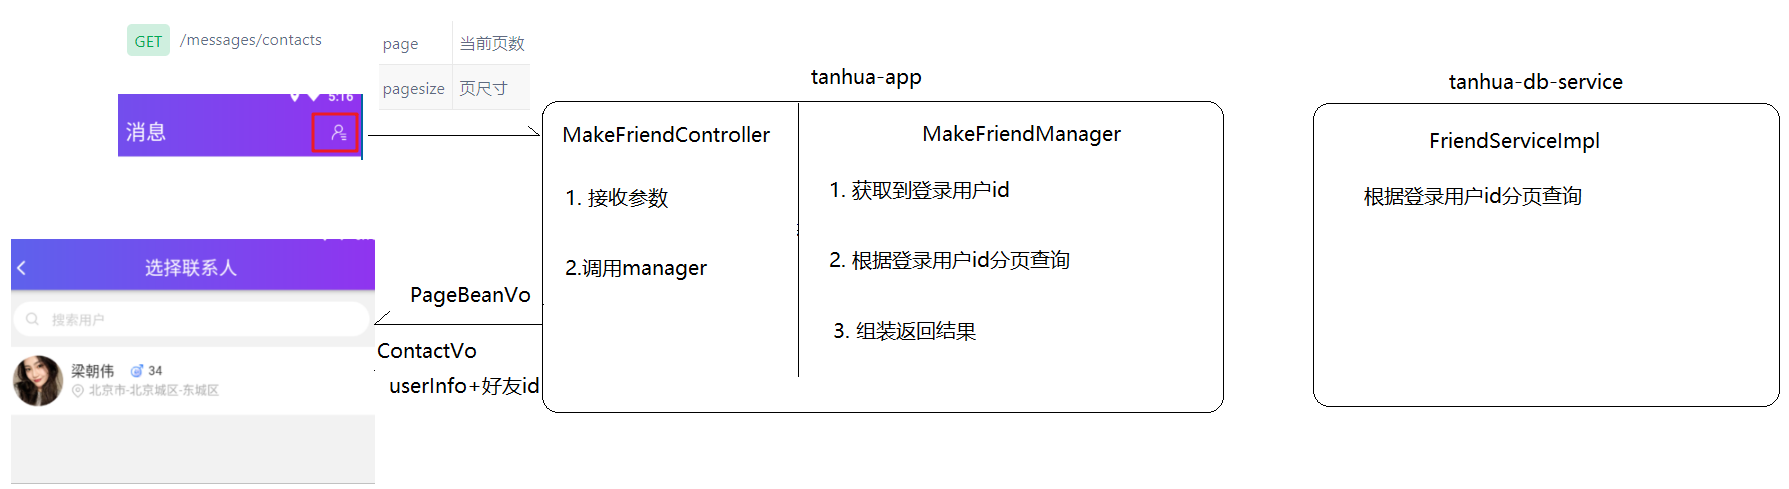 GET /messages/contacts
page 当前页数
pagesize 页尺寸
5:16
消息
选择联系人
搜索用户
梁朝伟 34
北京市-北京城区-东城区
PageBeanVo
ContactVo
userInfo+好友id
tanhua-app
MakeFriendController
1. 接收参数
2.调用manager
MakeFriendManager
1. 获取到登录用户id
2. 根据登录用户id分页查询
3. 组装返回结果
tanhua-db-service
FriendServiceImpl
根据登录用户id分页查询